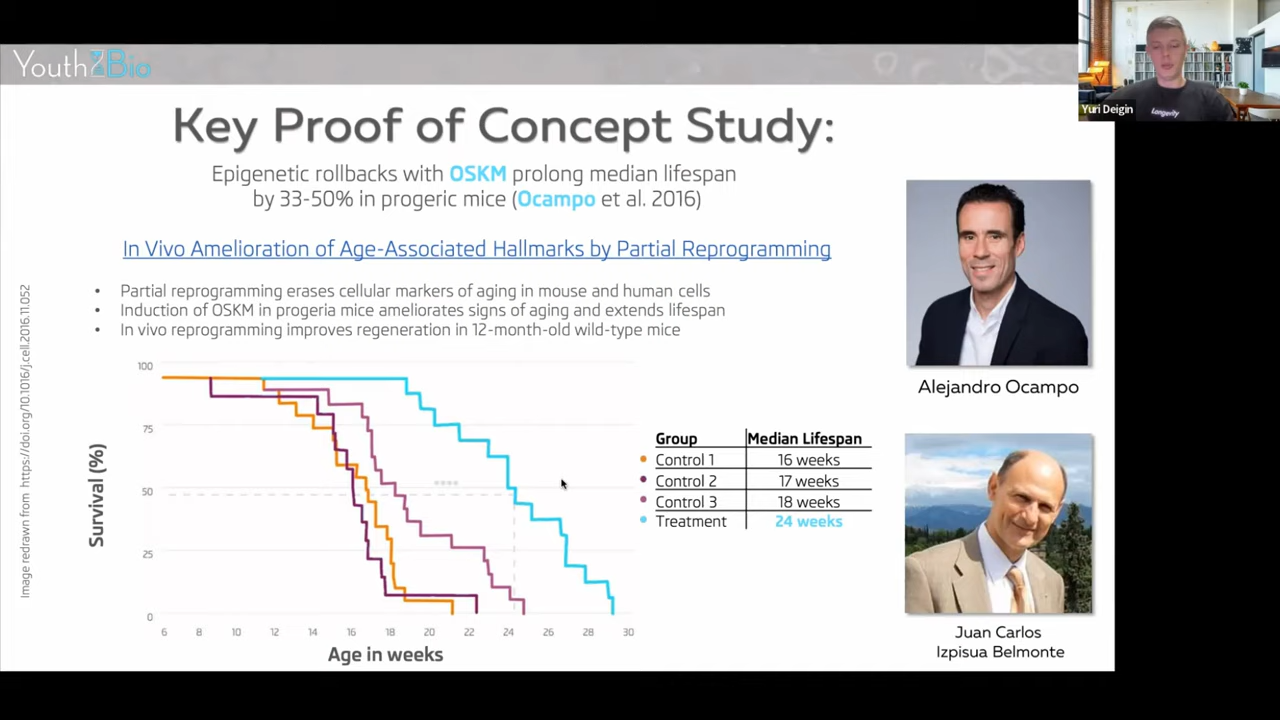 Youth Bio
Yuri Deigin
Longevity
Key Proof of Concept Study:
Epigenetic rollbacks with OSKM prolong median lifespan
by 33-50% in progeric mice (Ocampo et al. 2016)
In Vivo Amelioration of Age-Associated Hallmarks by Partial Reprogramming
• Partial reprogramming erases cellular markers of aging in mouse and human cells
• Induction of OSKM in progeria mice ameliorates signs of aging and extends lifespan
• In vivo reprogramming improves regeneration in 12-month-old wild-type mice
Image redrawn from https://doi.org/10.1016/j.cell.2016.11.052
Survival (%)
100
75
50
25
0
6 8 10 12 14 16 18 20 22 24 26 28 30
Age in weeks
Group Median Lifespan
Control 1 16 weeks
Control 2 17 weeks
Control 3 18 weeks
Treatment 24 weeks
Alejandro Ocampo
Juan Carlos
Izpisua Belmonte